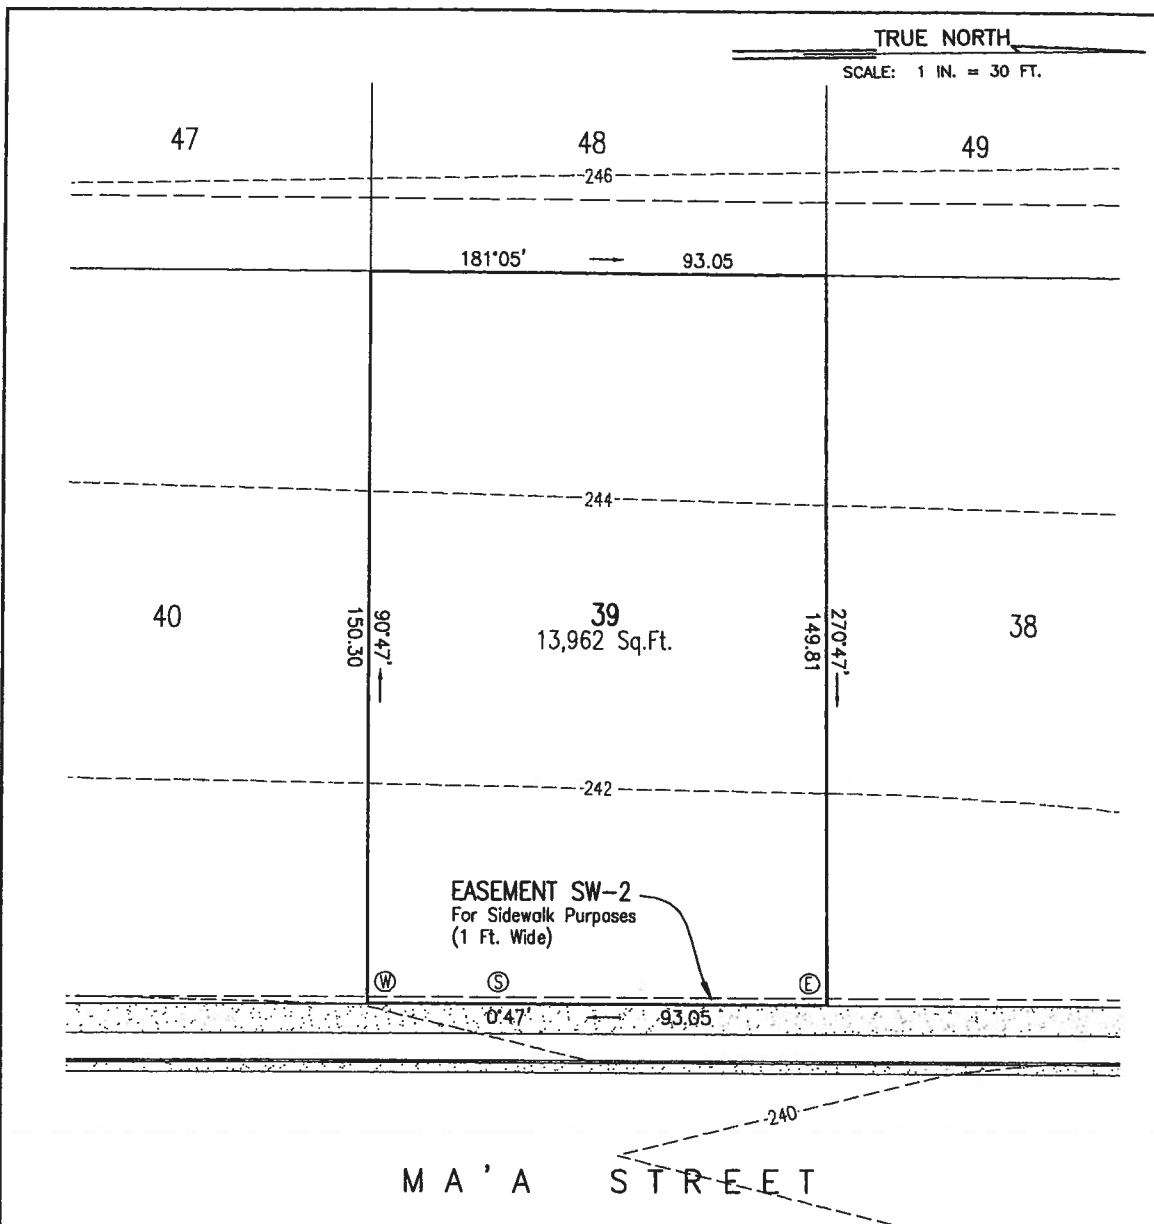 TRUE NORTH
SCALE: 1 IN. = 30 FT.
47
48
49
246
181°05'
93.05
244
40
90°47'
150.30
39
13,962 Sq.Ft.
270°47'
149.81
38
242
EASEMENT SW-2
For Sidewalk Purposes
(1 Ft. Wide)
W
S
E
0°47'
93.05
240
MA'A STREET